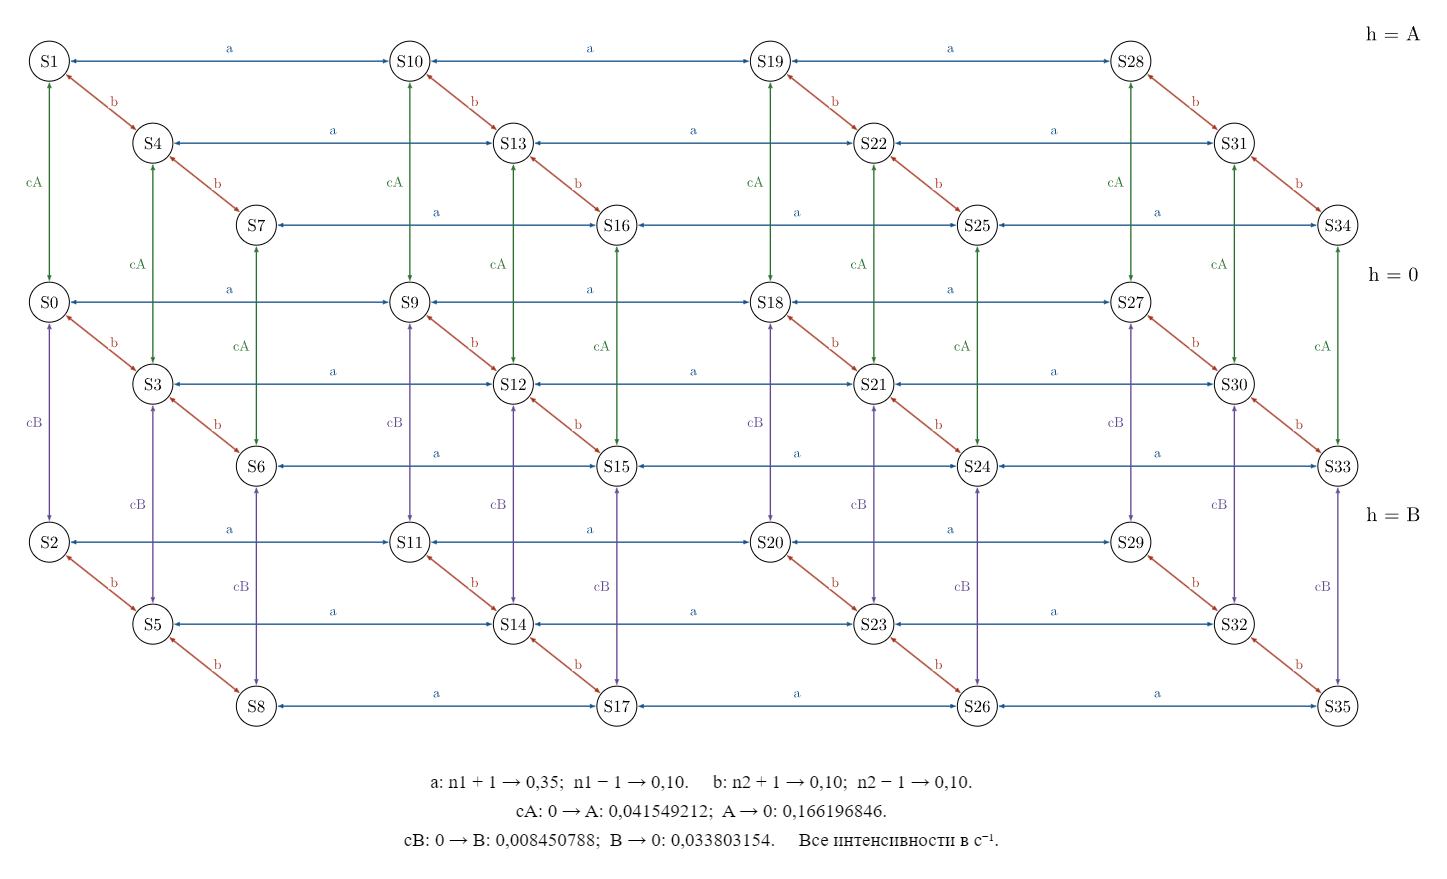 h = A
S1 a S10 a S19 a S28
b b b b
S4 a S13 a S22 a S31
cA cA cA cA
b b b b
S7 a S16 a S25 a S34
cA cA cA cA
h = 0
S0 a S9 a S18 a S27
b cA b cA b cA b cA
S3 a S12 a S21 a S30
cB cB cB cB
b b b b
S6 a S15 a S24 a S33
cB cB cB cB
h = B
S2 a S11 a S20 a S29
b cB b cB b cB b cB
S5 a S14 a S23 a S32
b b b b
S8 a S17 a S26 a S35
a: n1 + 1 → 0,35; n1 − 1 → 0,10. b: n2 + 1 → 0,10; n2 − 1 → 0,10.
cA: 0 → A: 0,041549212; A → 0: 0,166196846.
cB: 0 → B: 0,008450788; B → 0: 0,033803154. Все интенсивности в с⁻¹.